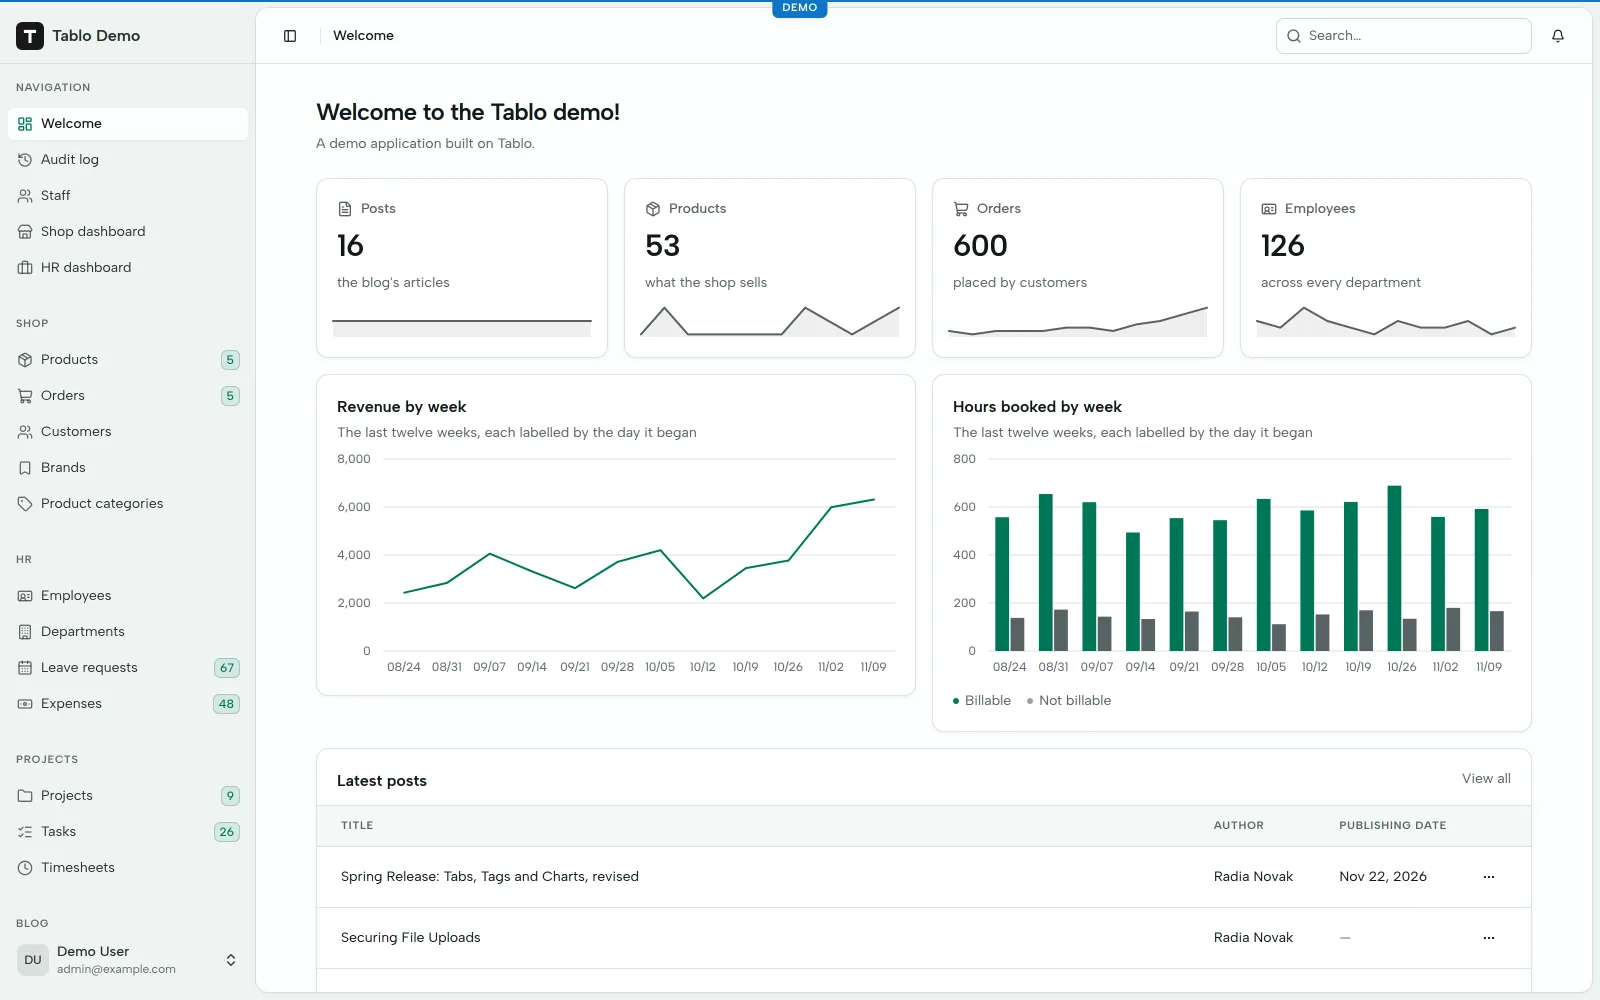 DEMO
T Tablo Demo
NAVIGATION
Welcome
Audit log
Staff
Shop dashboard
HR dashboard
SHOP
Products 5
Orders 5
Customers
Brands
Product categories
HR
Employees
Departments
Leave requests 67
Expenses 48
PROJECTS
Projects 9
Tasks 26
Timesheets
BLOG
DU Demo User
admin@example.com
Welcome
Search...
Welcome to the Tablo demo!
A demo application built on Tablo.
Posts
16
the blog's articles
Products
53
what the shop sells
Orders
600
placed by customers
Employees
126
across every department
Revenue by week
The last twelve weeks, each labelled by the day it began
8,000
6,000
4,000
2,000
0
08/24 08/31 09/07 09/14 09/21 09/28 10/05 10/12 10/19 10/26 11/02 11/09
Hours booked by week
The last twelve weeks, each labelled by the day it began
800
600
400
200
0
08/24 08/31 09/07 09/14 09/21 09/28 10/05 10/12 10/19 10/26 11/02 11/09
Billable Not billable
Latest posts View all
TITLE AUTHOR PUBLISHING DATE
Spring Release: Tabs, Tags and Charts, revised Radia Novak Nov 22, 2026
Securing File Uploads Radia Novak —